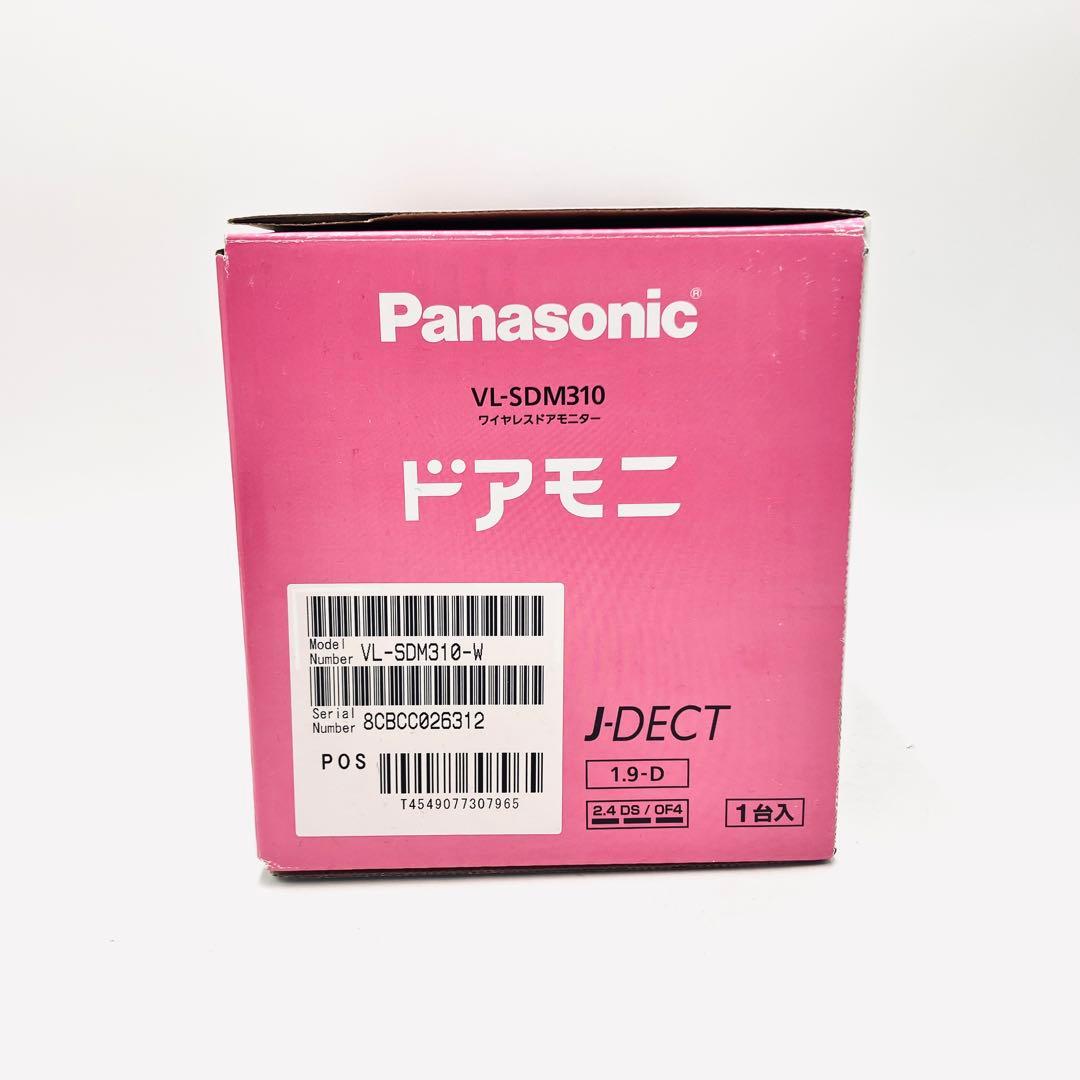 Panasonic®
VL-SDM310
ワイヤレスドアモニター
ドアモニ
Model
Number VL-SDM310-W
Serial
Number 8CBCC026312
POS
T4549077307965
J-DECT
1.9-D
2.4 DS / OF4
1台入